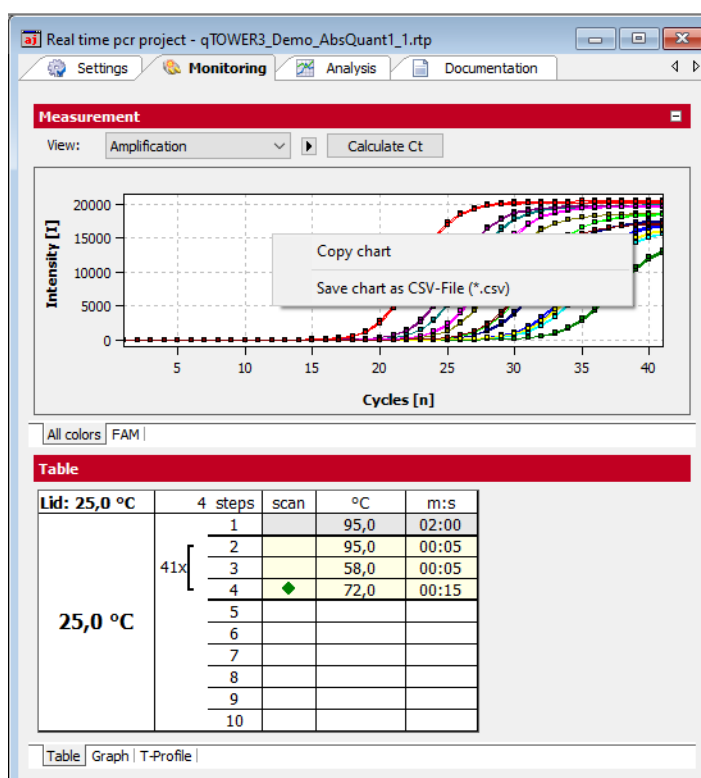 Real time pcr project - qTOWER3_Demo_AbsQuant1_1.rtp
Settings Monitoring Analysis Documentation
Measurement
View: Amplification Calculate Ct
20000
15000
10000
5000
0
Intensity [I]
Copy chart
Save chart as CSV-File (*.csv)
5 10 15 20 25 30 35 40
Cycles [n]
All colors FAM
Table
Lid: 25,0 °C 4 steps scan °C m:s
1 95,0 02:00
2 95,0 00:05
41x 3 58,0 00:05
4 72,0 00:15
25,0 °C
5
6
7
8
9
10
Table Graph T-Profile